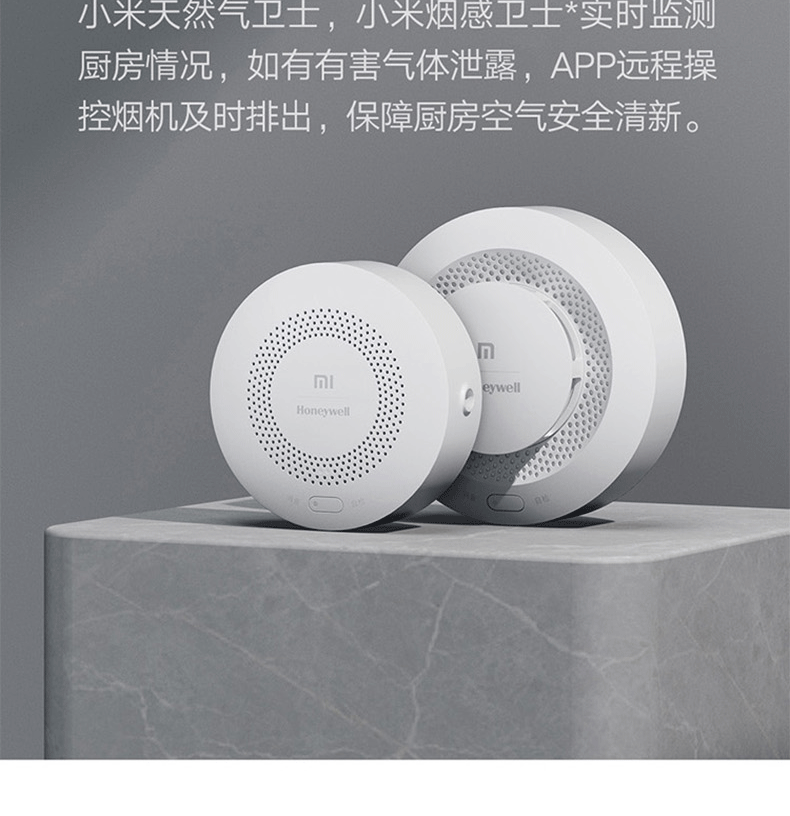 小米天然气卫士，小米烟感卫士*实时监测
厨房情况，如有有害气体泄露，APP远程操
控烟机及时排出，保障厨房空气安全清新。
Honeywell
eywell
自检